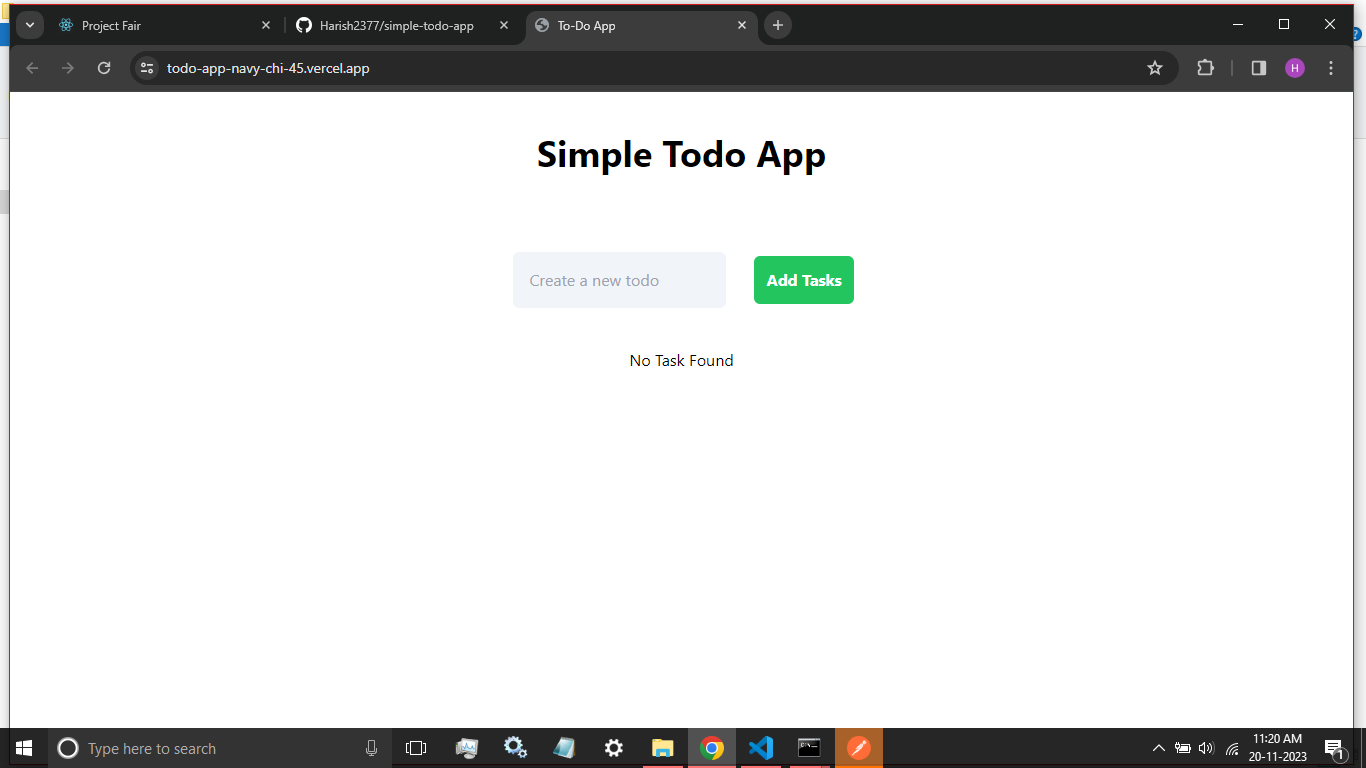 Project Fair
Harish2377/simple-todo-app
To-Do App
todo-app-navy-chi-45.vercel.app
H
Simple Todo App
Create a new todo
Add Tasks
No Task Found
Type here to search
11:20 AM
20-11-2023
1